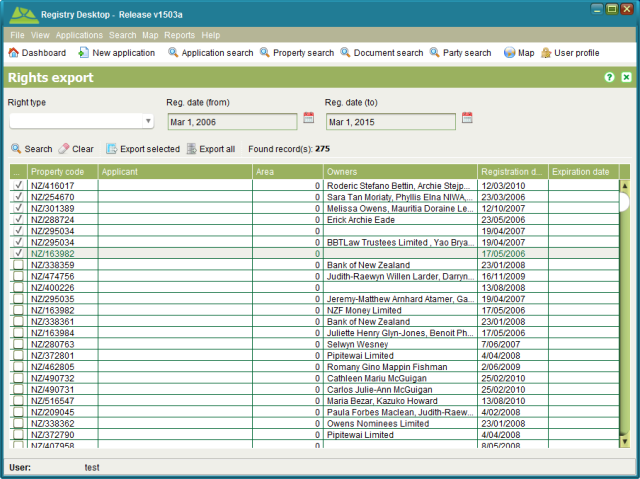 Registry Desktop - Release v1503a
File View Applications Search Map Reports Help
Dashboard New application Application search Property search Document search Party search Map User profile
Rights export
Right type Reg. date (from) Reg. date (to)
Mar 1, 2006 Mar 1, 2015
Search Clear Export selected Export all Found record(s): 275
... Property code Applicant Area Owners Registration d... Expiration date
NZ/416017 0 Roderic Stefano Bettin, Archie Stejp... 12/03/2010
NZ/254670 0 Sara Tan Moriaty, Phyllis Elna NIWA,... 23/03/2006
NZ/301389 0 Melissa Owens, Mauritia Doraine Le... 12/10/2007
NZ/288724 0 Erick Archie Eade 23/05/2006
NZ/295034 0 19/04/2007
NZ/295034 0 BBTLaw Trustees Limited , Yao Brya... 19/04/2007
NZ/163982 0 17/05/2006
NZ/338359 0 Bank of New Zealand 23/01/2008
NZ/474756 0 Judith-Raewyn Willen Larder, Darryn... 16/11/2009
NZ/400226 0 13/08/2008
NZ/295035 0 Jeremy-Matthew Arnhard Atamer, Ga... 19/04/2007
NZ/163982 0 NZF Money Limited 17/05/2006
NZ/338361 0 Bank of New Zealand 23/01/2008
NZ/163984 0 Juliette Henry Glyn-Jones, Benoit Ph... 17/05/2006
NZ/280763 0 Selwyn Wesney 7/06/2007
NZ/372801 0 Pipitewai Limited 4/04/2008
NZ/462805 0 Romany Gino Mappin Fishman 2/06/2009
NZ/490732 0 Cathleen Mariu McGuigan 25/02/2010
NZ/490731 0 Carlos Julie-Ann McGuigan 25/02/2010
NZ/516547 0 Maria Bezar, Kazuko Howard 13/08/2010
NZ/209045 0 Paula Forbes Maclean, Judith-Raew... 4/02/2008
NZ/338362 0 Owens Nominees Limited 23/01/2008
NZ/372790 0 Pipitewai Limited 4/04/2008
NZ/407958 0 8/05/2008
User: test